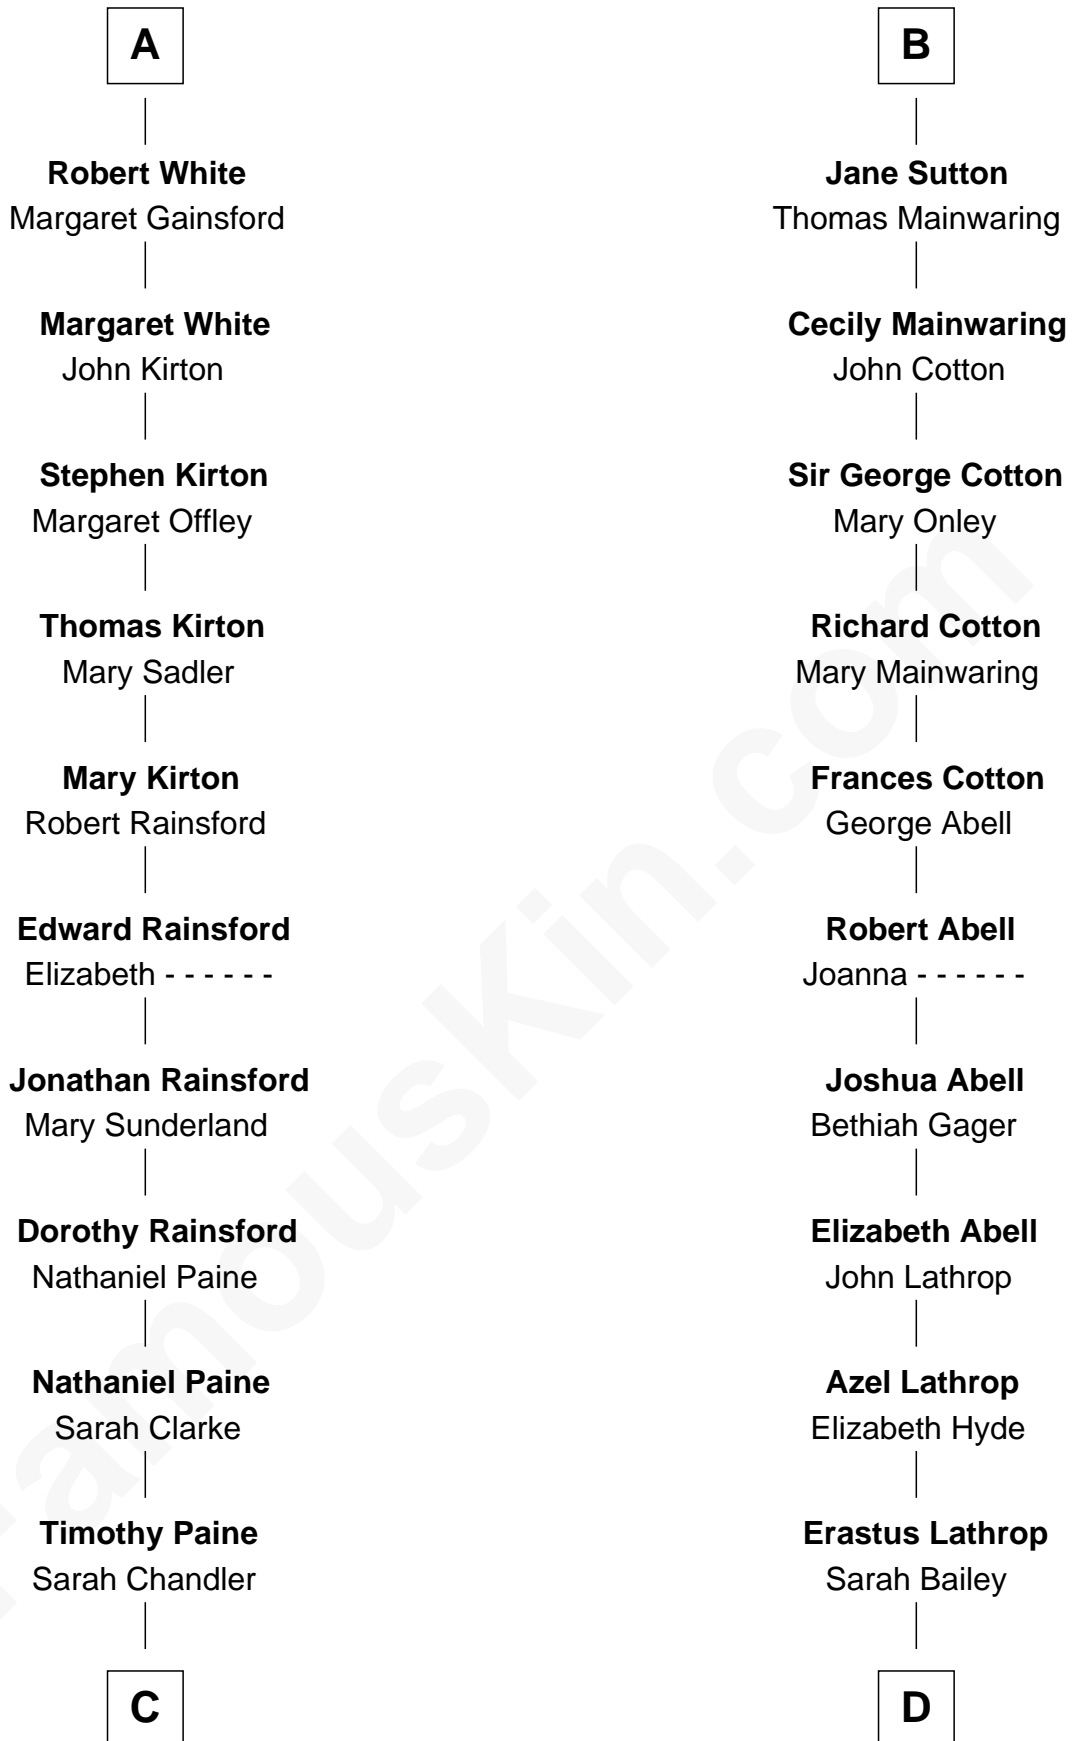 A
Robert White
Margaret Gainsford
Margaret White
John Kirton
Stephen Kirton
Margaret Offley
Thomas Kirton
Mary Sadler
Mary Kirton
Robert Rainsford
Edward Rainsford
Elizabeth - - - - - -
Jonathan Rainsford
Mary Sunderland
Dorothy Rainsford
Nathaniel Paine
Nathaniel Paine
Sarah Clarke
Timothy Paine
Sarah Chandler
C
B
Jane Sutton
Thomas Mainwaring
Cecily Mainwaring
John Cotton
Sir George Cotton
Mary Onley
Richard Cotton
Mary Mainwaring
Frances Cotton
George Abell
Robert Abell
Joanna - - - - - -
Joshua Abell
Bethiah Gager
Elizabeth Abell
John Lathrop
Azel Lathrop
Elizabeth Hyde
Erastus Lathrop
Sarah Bailey
D
FamousKin.com